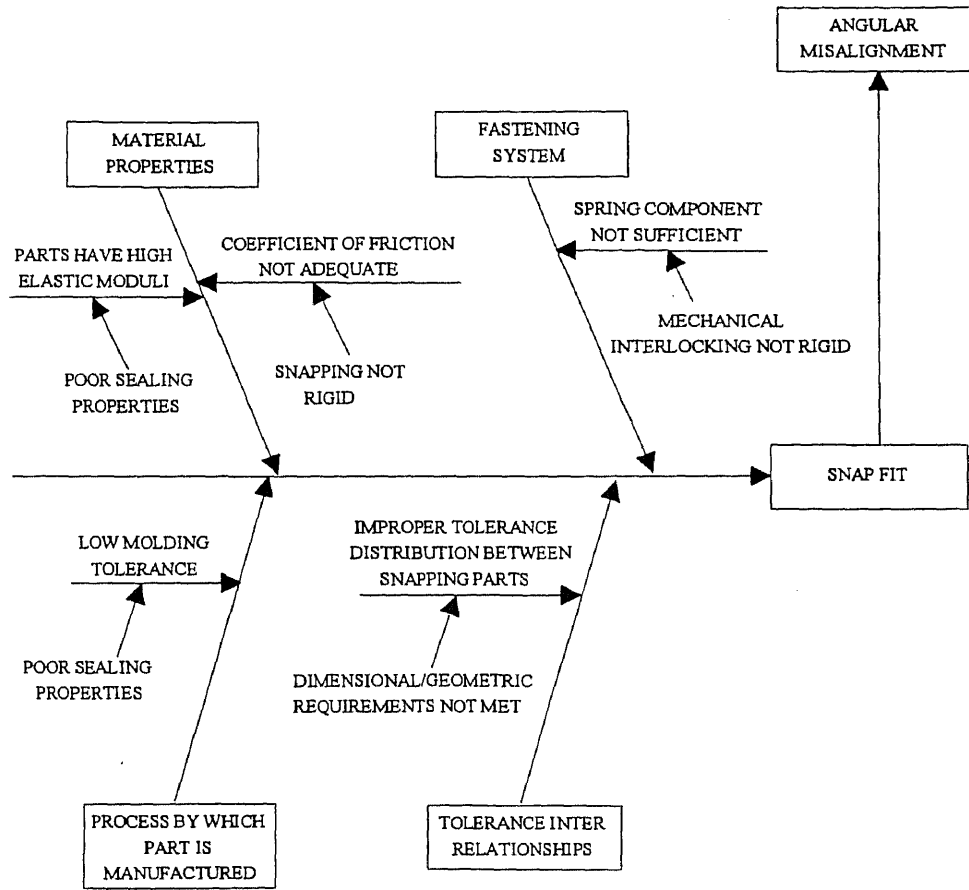 ANGULAR
MISALIGNMENT
MATERIAL
PROPERTIES
FASTENING
SYSTEM
SPRING COMPONENT
NOT SUFFICIENT
PARTS HAVE HIGH
ELASTIC MODULI
COEFFICIENT OF FRICTION
NOT ADEQUATE
MECHANICAL
INTERLOCKING NOT RIGID
POOR SEALING
PROPERTIES
SNAPPING NOT
RIGID
SNAP FIT
LOW MOLDING
TOLERANCE
IMPROPER TOLERANCE
DISTRIBUTION BETWEEN
SNAPPING PARTS
POOR SEALING
PROPERTIES
DIMENSIONAL/GEOMETRIC
REQUIREMENTS NOT MET
PROCESS BY WHICH
PART IS
MANUFACTURED
TOLERANCE INTER
RELATIONSHIPS